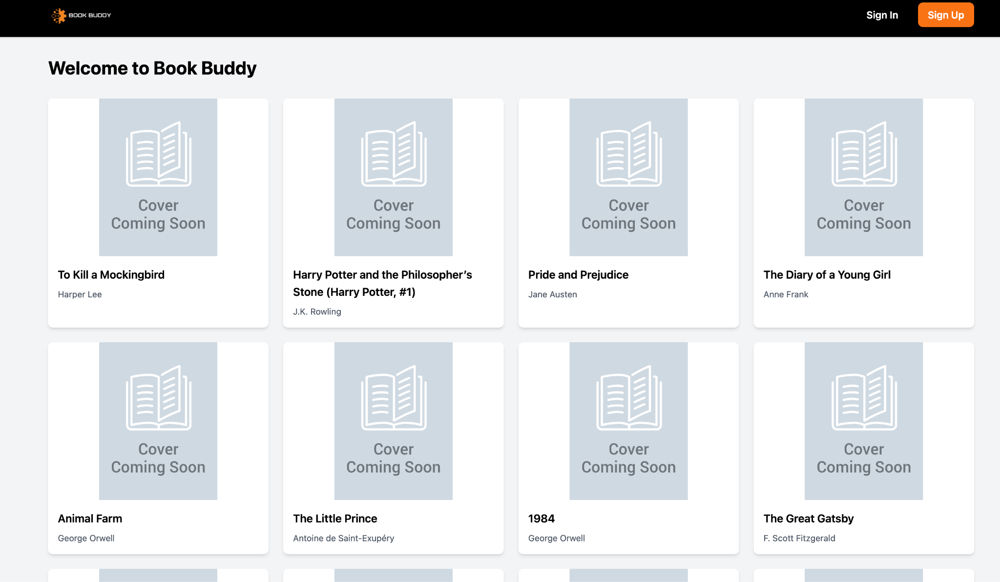 BOOK BUDDY
Sign In
Sign Up
Welcome to Book Buddy
Cover
Coming Soon
To Kill a Mockingbird
Harper Lee
Cover
Coming Soon
Harry Potter and the Philosopher’s
Stone (Harry Potter, #1)
J.K. Rowling
Cover
Coming Soon
Pride and Prejudice
Jane Austen
Cover
Coming Soon
The Diary of a Young Girl
Anne Frank
Cover
Coming Soon
Animal Farm
George Orwell
Cover
Coming Soon
The Little Prince
Antoine de Saint-Exupéry
Cover
Coming Soon
1984
George Orwell
Cover
Coming Soon
The Great Gatsby
F. Scott Fitzgerald